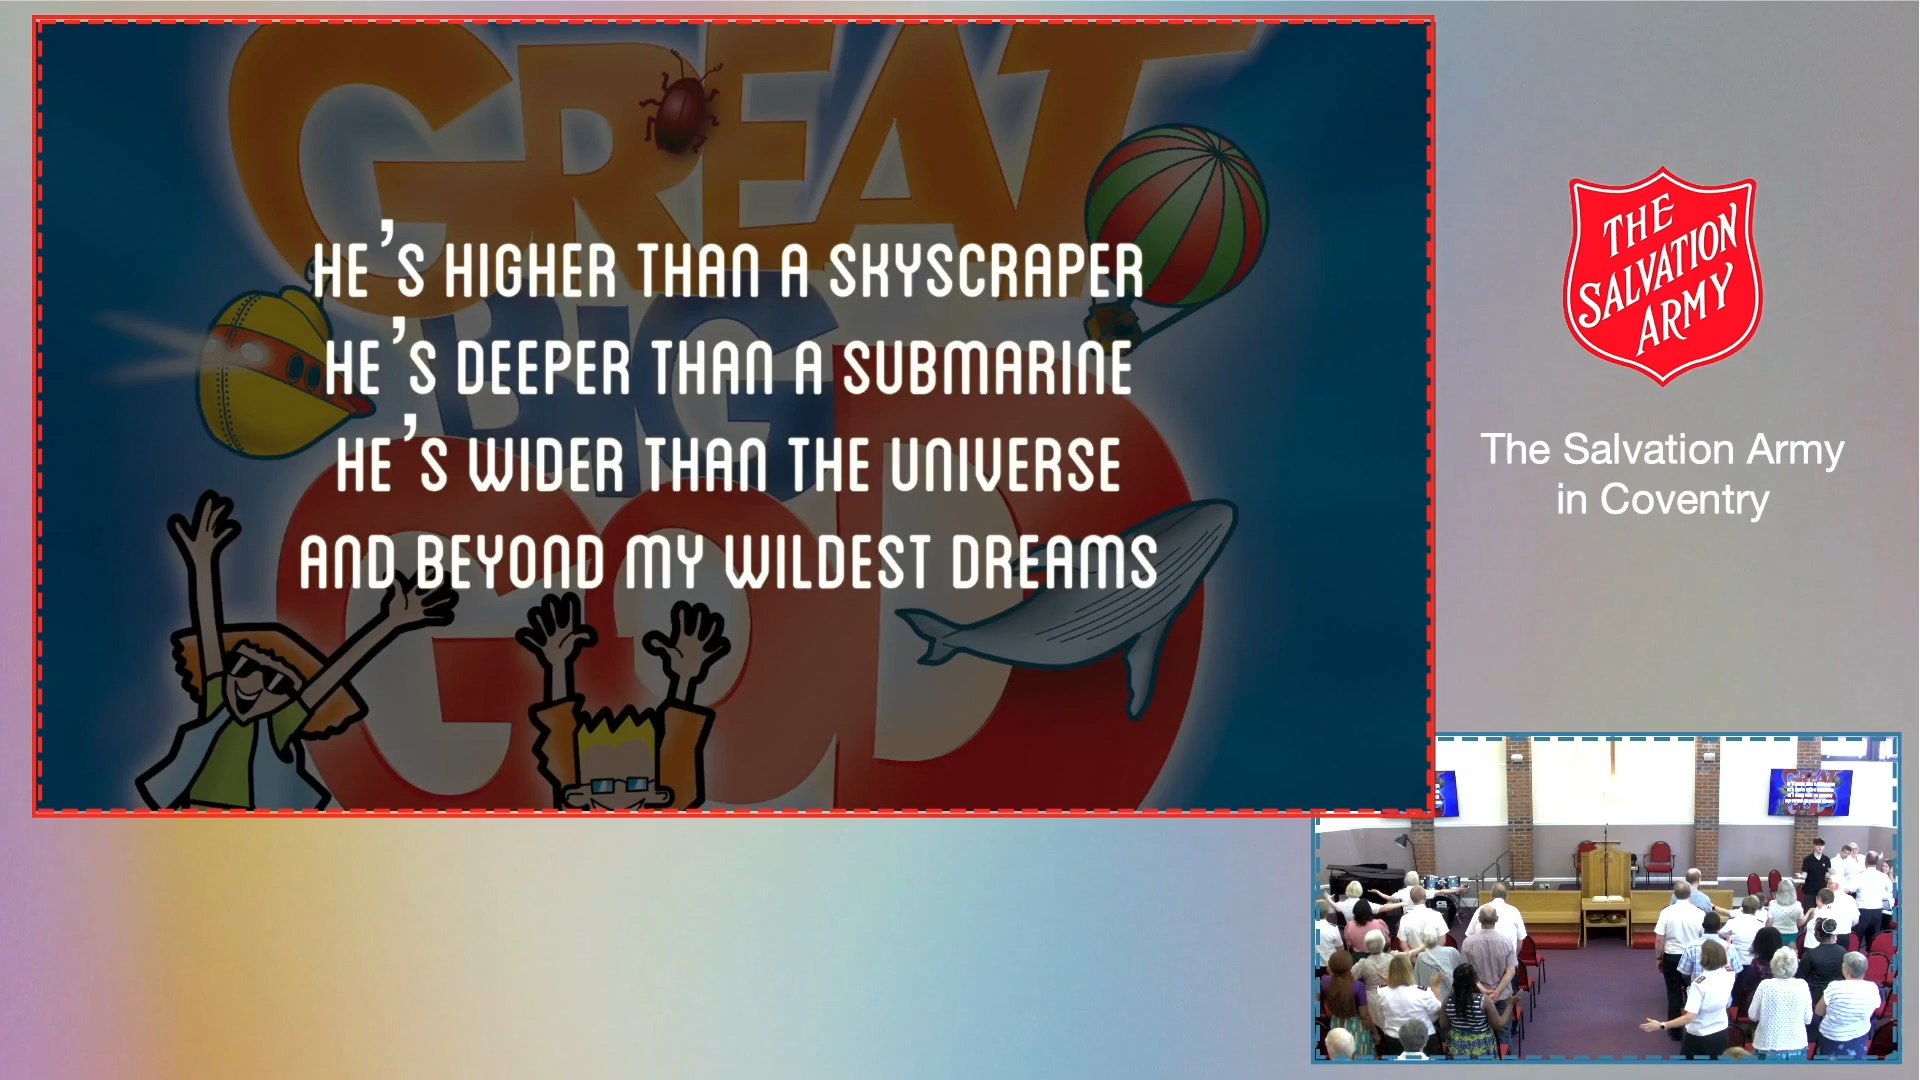 GREAT
BIG
GOD
HE'S HIGHER THAN A SKYSCRAPER
HE'S DEEPER THAN A SUBMARINE
HE'S WIDER THAN THE UNIVERSE
AND BEYOND MY WILDEST DREAMS
THE
SALVATION
ARMY
The Salvation Army
in Coventry